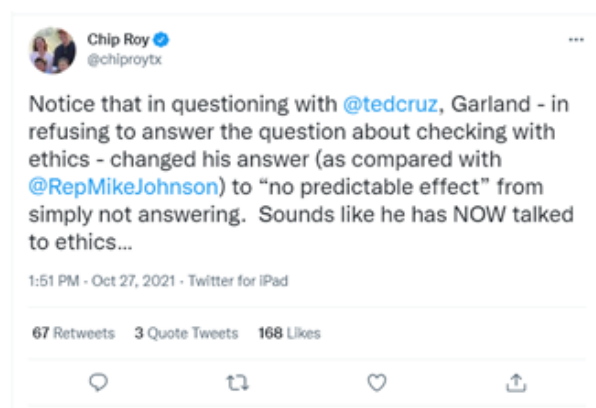 Chip Roy
@chiproytx
Notice that in questioning with @tedcruz, Garland - in
refusing to answer the question about checking with
ethics - changed his answer (as compared with
@RepMikeJohnson) to “no predictable effect” from
simply not answering.  Sounds like he has NOW talked
to ethics...
1:51 PM - Oct 27, 2021 - Twitter for iPad
67 Retweets 3 Quote Tweets 168 Likes